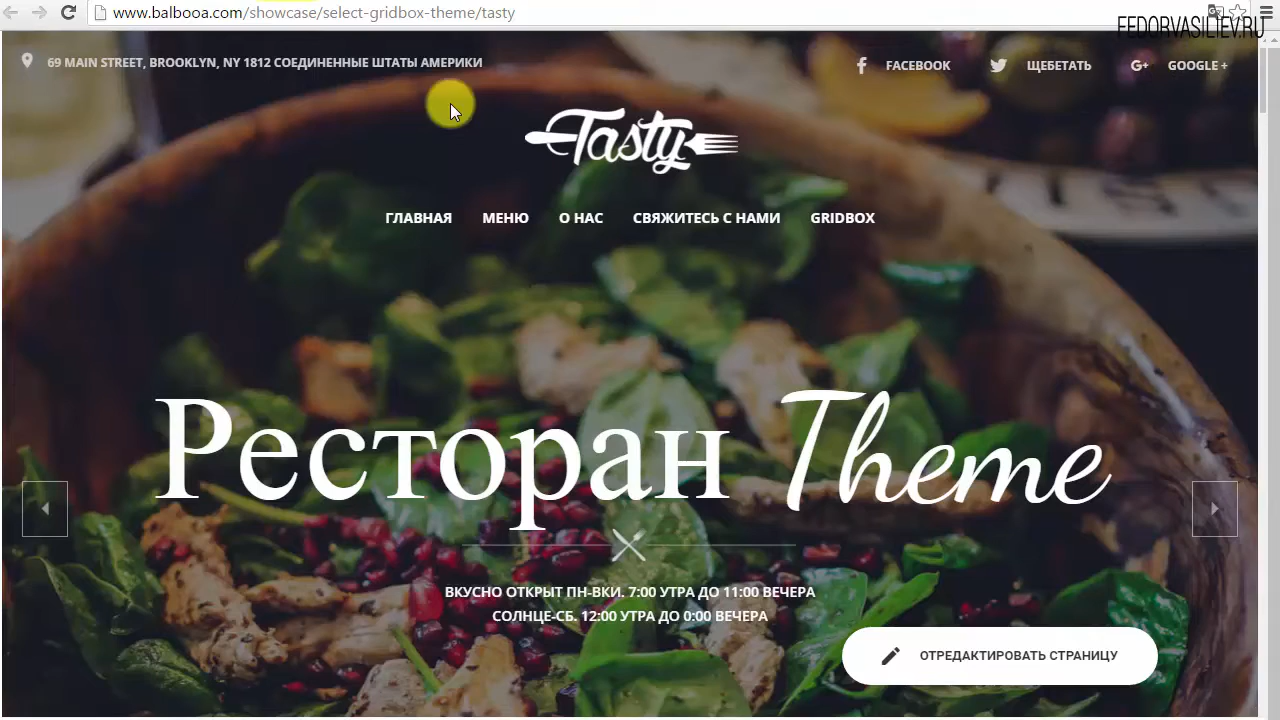 www.balbooa.com/showcase/select-gridbox-theme/tasty
FEDORVASILIEV.RU
69 MAIN STREET, BROOKLYN, NY 1812 СОЕДИНЕННЫЕ ШТАТЫ АМЕРИКИ
FACEBOOK
ЩЕБЕТАТЬ
GOOGLE +
Tasty
ГЛАВНАЯ
МЕНЮ
О НАС
СВЯЖИТЕСЬ С НАМИ
GRIDBOX
Ресторан Theme
ВКУСНО ОТКРЫТ ПН-ВКИ. 7:00 УТРА ДО 11:00 ВЕЧЕРА
СОЛНЦЕ-СБ. 12:00 УТРА ДО 0:00 ВЕЧЕРА
ОТРЕДАКТИРОВАТЬ СТРАНИЦУ